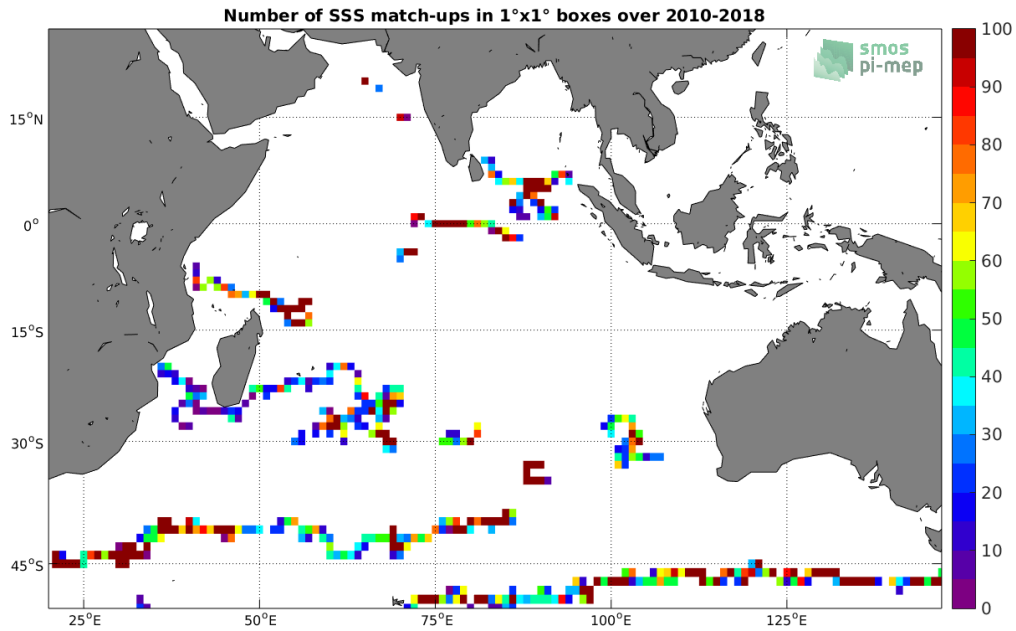 Number of SSS match-ups in 1°x1° boxes over 2010-2018
smos
pi-mep
100
90
80
70
60
50
40
30
20
10
0
15°N
0°
15°S
30°S
45°S
25°E
50°E
75°E
100°E
125°E